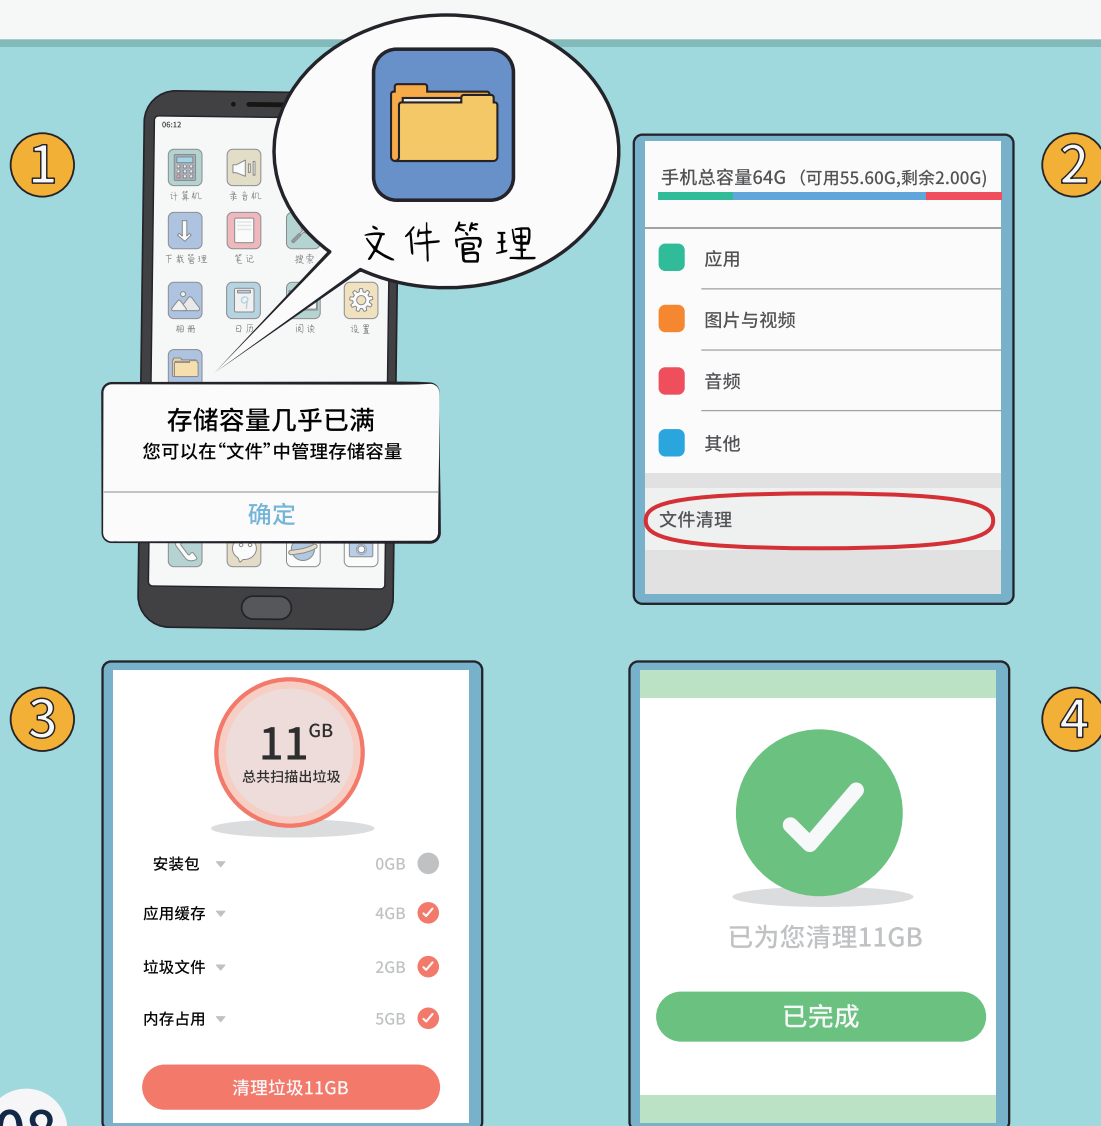 ①
06:12
计算机
录音机
下载管理
笔记
搜索
相册
日历
阅读
设置
9
文件管理
存储容量几乎已满
您可以在“文件”中管理存储容量
确定
②
手机总容量64G（可用55.60G,剩余2.00G)
应用
图片与视频
音频
其他
文件清理
③
11GB
总共扫描出垃圾
安装包 0GB
应用缓存 4GB
垃圾文件 2GB
内存占用 5GB
清理垃圾11GB
④
已为您清理11GB
已完成
08